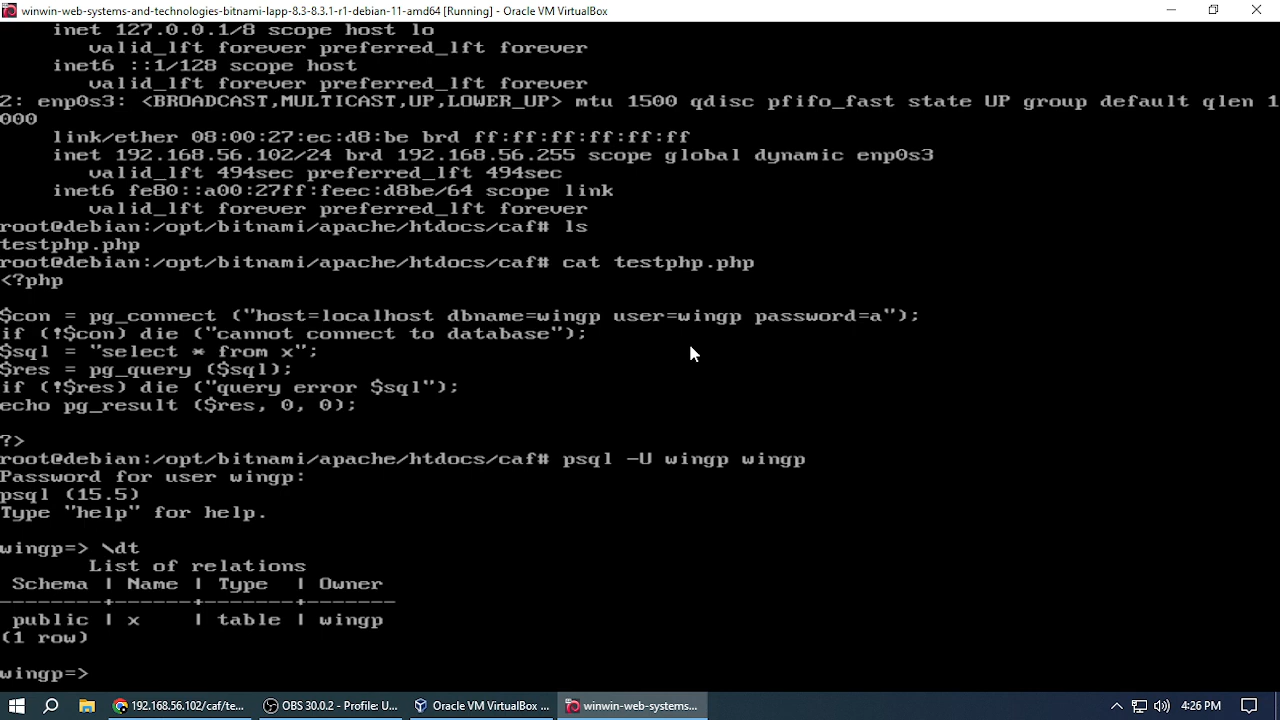 winwin-web-systems-and-technologies-bitnami-lapp-8.3-8.3.1-r1-debian-11-amd64 [Running] - Oracle VM VirtualBox
inet 127.0.0.1/8 scope host lo
valid_lft forever preferred_lft forever
inet6 ::1/128 scope host
valid_lft forever preferred_lft forever
2: enp0s3: <BROADCAST,MULTICAST,UP,LOWER_UP> mtu 1500 qdisc pfifo_fast state UP group default qlen 1
000
link/ether 08:00:27:ec:d8:be brd ff:ff:ff:ff:ff:ff
inet 192.168.56.102/24 brd 192.168.56.255 scope global dynamic enp0s3
valid_lft 494sec preferred_lft 494sec
inet6 fe80::a00:27ff:feec:d8be/64 scope link
valid_lft forever preferred_lft forever
root@debian:/opt/bitnami/apache/htdocs/caf# ls
testphp.php
root@debian:/opt/bitnami/apache/htdocs/caf# cat testphp.php
<?php
$con = pg_connect ("host=localhost dbname=wingp user=wingp password=a");
if (!$con) die ("cannot connect to database");
$sql = "select * from x";
$res = pg_query ($sql);
if (!$res) die ("query error $sql");
echo pg_result ($res, 0, 0);
?>
root@debian:/opt/bitnami/apache/htdocs/caf# psql -U wingp wingp
Password for user wingp:
psql (15.5)
Type "help" for help.
wingp=> \dt
List of relations
Schema | Name | Type | Owner
--------+------+-------+-------
public | x | table | wingp
(1 row)
wingp=>
192.168.56.102/caf/te... OBS 30.0.2 - Profile: U... Oracle VM VirtualBox ... winwin-web-systems... 4:26 PM